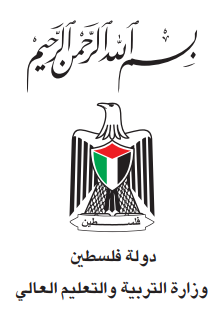 بسم الله الرحمن الرحيم
فلسطين
دولة فلسطين
وزارة التربية والتعليم العالي